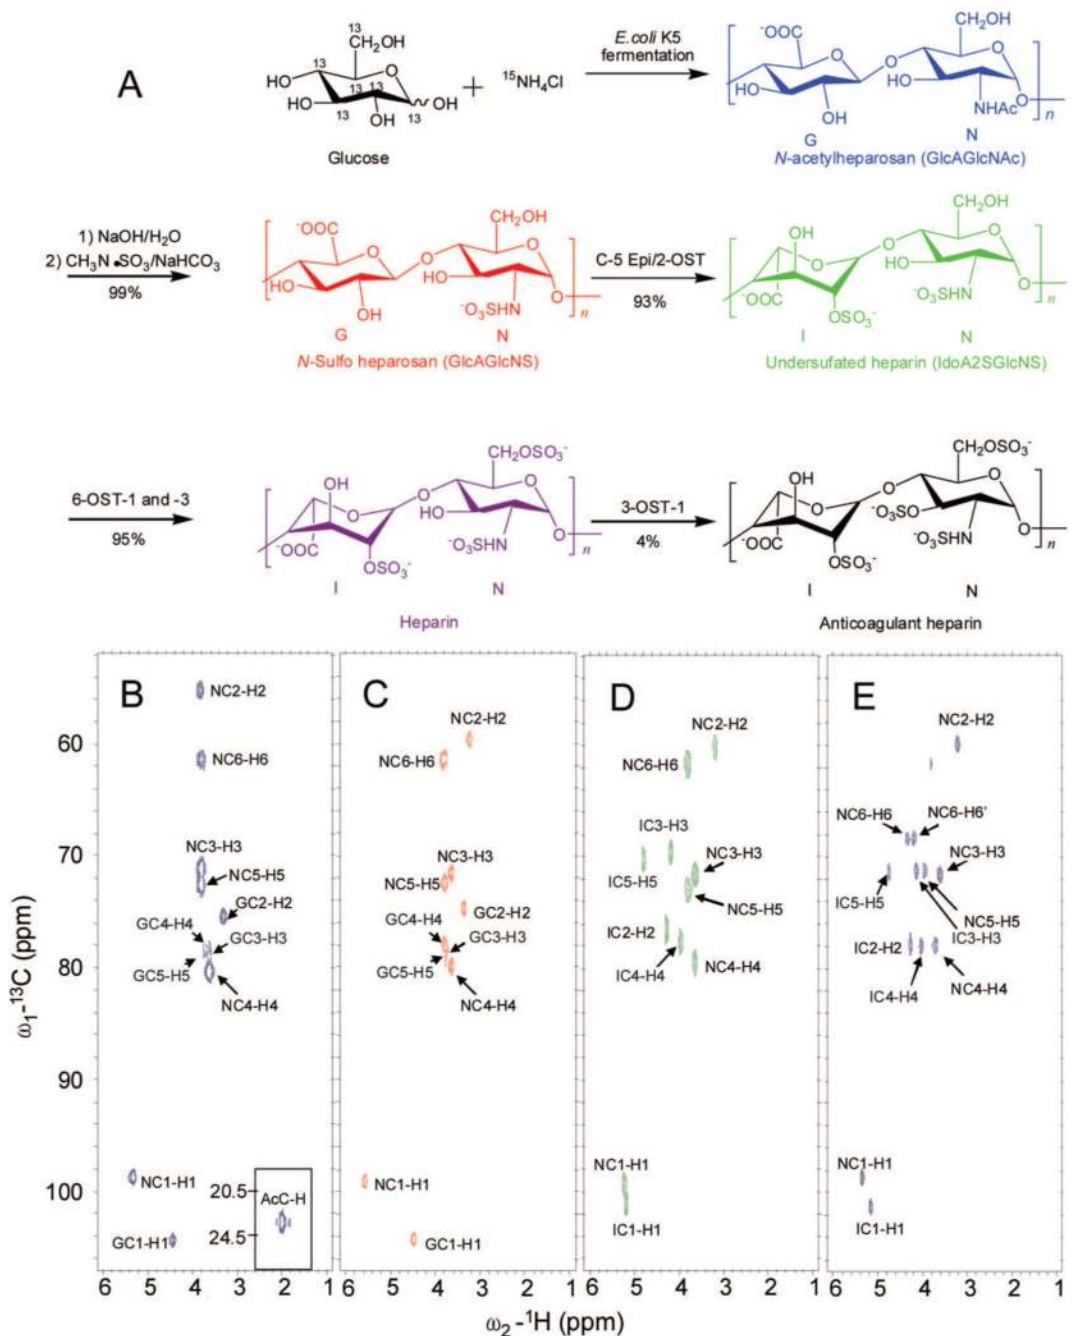 A
13
CH₂OH
13
HO
O
13
13
HO
OH
13
OH
13
Glucose
+
¹⁵NH₄Cl
E.coli K5
fermentation
⁻OOC
O
HO
OH
O
CH₂OH
O
HO
NHAc
O
n
G
N
N-acetylheparosan (GlcAGlcNAc)
1) NaOH/H₂O
2) CH₃N •SO₃/NaHCO₃
99%
⁻OOC
O
HO
OH
O
CH₂OH
O
HO
⁻O₃SHN
O
n
G
N
N-Sulfo heparosan (GlcAGlcNS)
C-5 Epi/2-OST
93%
OH
O
⁻OOC
OSO₃⁻
O
CH₂OH
O
HO
⁻O₃SHN
O
n
I
N
Undersufated heparin (IdoA2SGlcNS)
6-OST-1 and -3
95%
OH
O
⁻OOC
OSO₃⁻
O
CH₂OSO₃⁻
O
HO
⁻O₃SHN
O
n
I
N
Heparin
3-OST-1
4%
OH
O
⁻OOC
OSO₃⁻
O
CH₂OSO₃⁻
O
⁻O₃SO
⁻O₃SHN
O
n
I
N
Anticoagulant heparin
B
NC2-H2
NC6-H6
NC3-H3
NC5-H5
GC2-H2
GC4-H4
GC3-H3
GC5-H5
NC4-H4
NC1-H1
GC1-H1
20.5
AcC-H
24.5
C
NC2-H2
NC6-H6
NC3-H3
NC5-H5
GC4-H4
GC2-H2
GC3-H3
GC5-H5
NC4-H4
NC1-H1
GC1-H1
D
NC2-H2
NC6-H6
IC3-H3
NC3-H3
IC5-H5
NC5-H5
IC2-H2
IC4-H4
NC4-H4
NC1-H1
IC1-H1
E
NC2-H2
NC6-H6
NC6-H6'
NC3-H3
IC5-H5
NC5-H5
IC3-H3
IC2-H2
IC4-H4
NC4-H4
NC1-H1
IC1-H1
60
70
80
90
100
ω₁-¹³C (ppm)
6 5 4 3 2 1
6 5 4 3 2 1
6 5 4 3 2 1
6 5 4 3 2 1
ω₂-¹H (ppm)